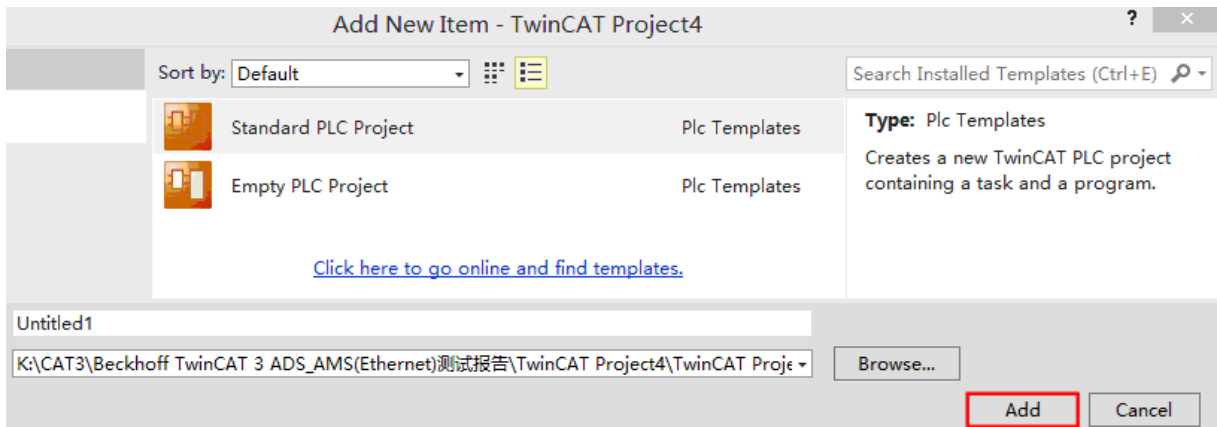 Add New Item - TwinCAT Project4
?
Sort by: Default
Search Installed Templates (Ctrl+E)
Standard PLC Project Plc Templates
Type: Plc Templates
Creates a new TwinCAT PLC project
containing a task and a program.
Empty PLC Project Plc Templates
Click here to go online and find templates.
Untitled1
K:\CAT3\Beckhoff TwinCAT 3 ADS_AMS(Ethernet)测试报告\TwinCAT Project4\TwinCAT Proje
Browse...
Add Cancel